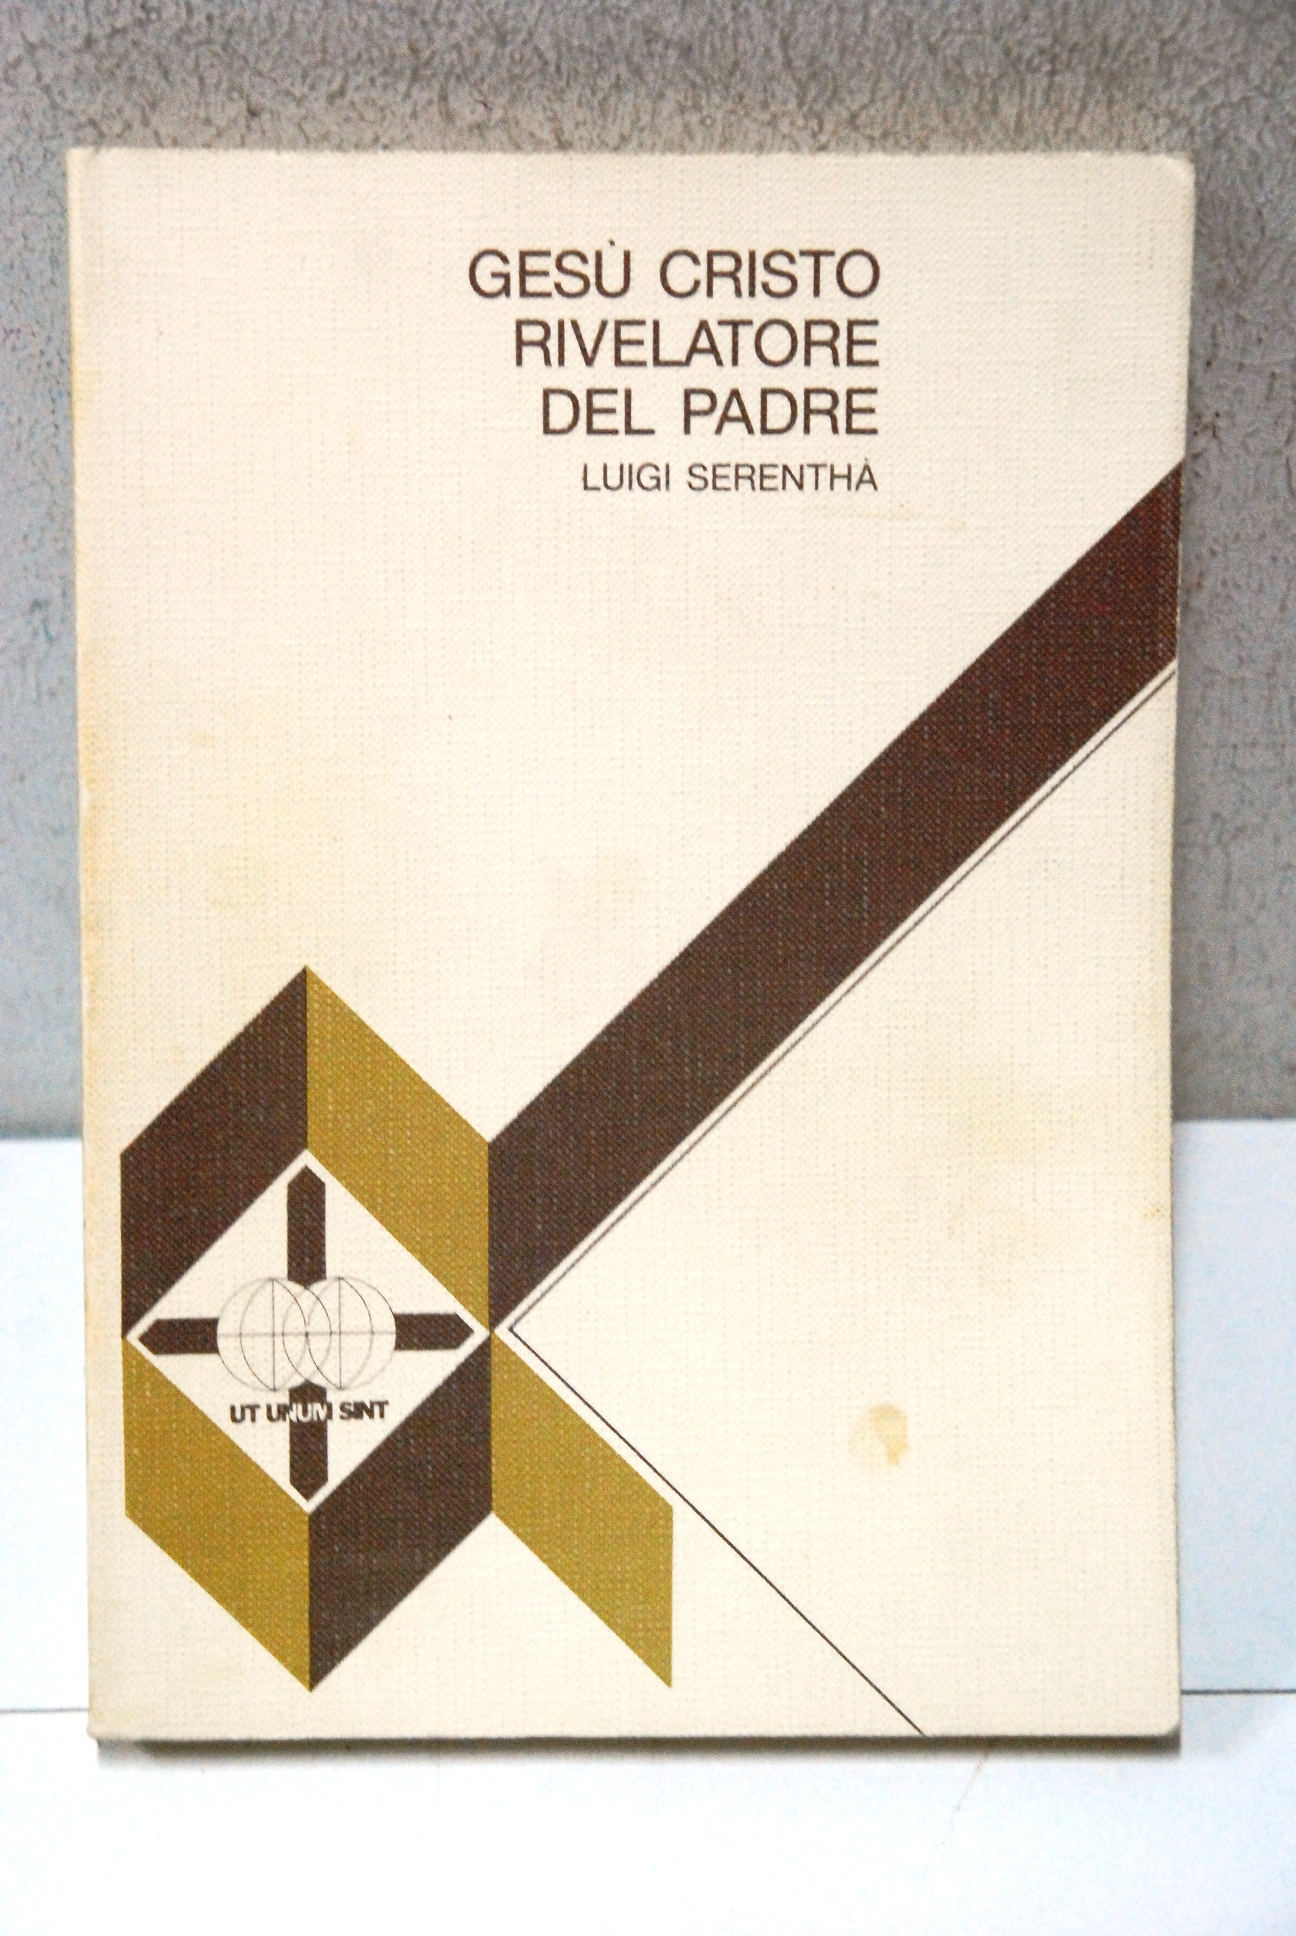 GESÙ CRISTO
RIVELATORE
DEL PADRE
LUIGI SERENTHÀ
UT UNUM SINT